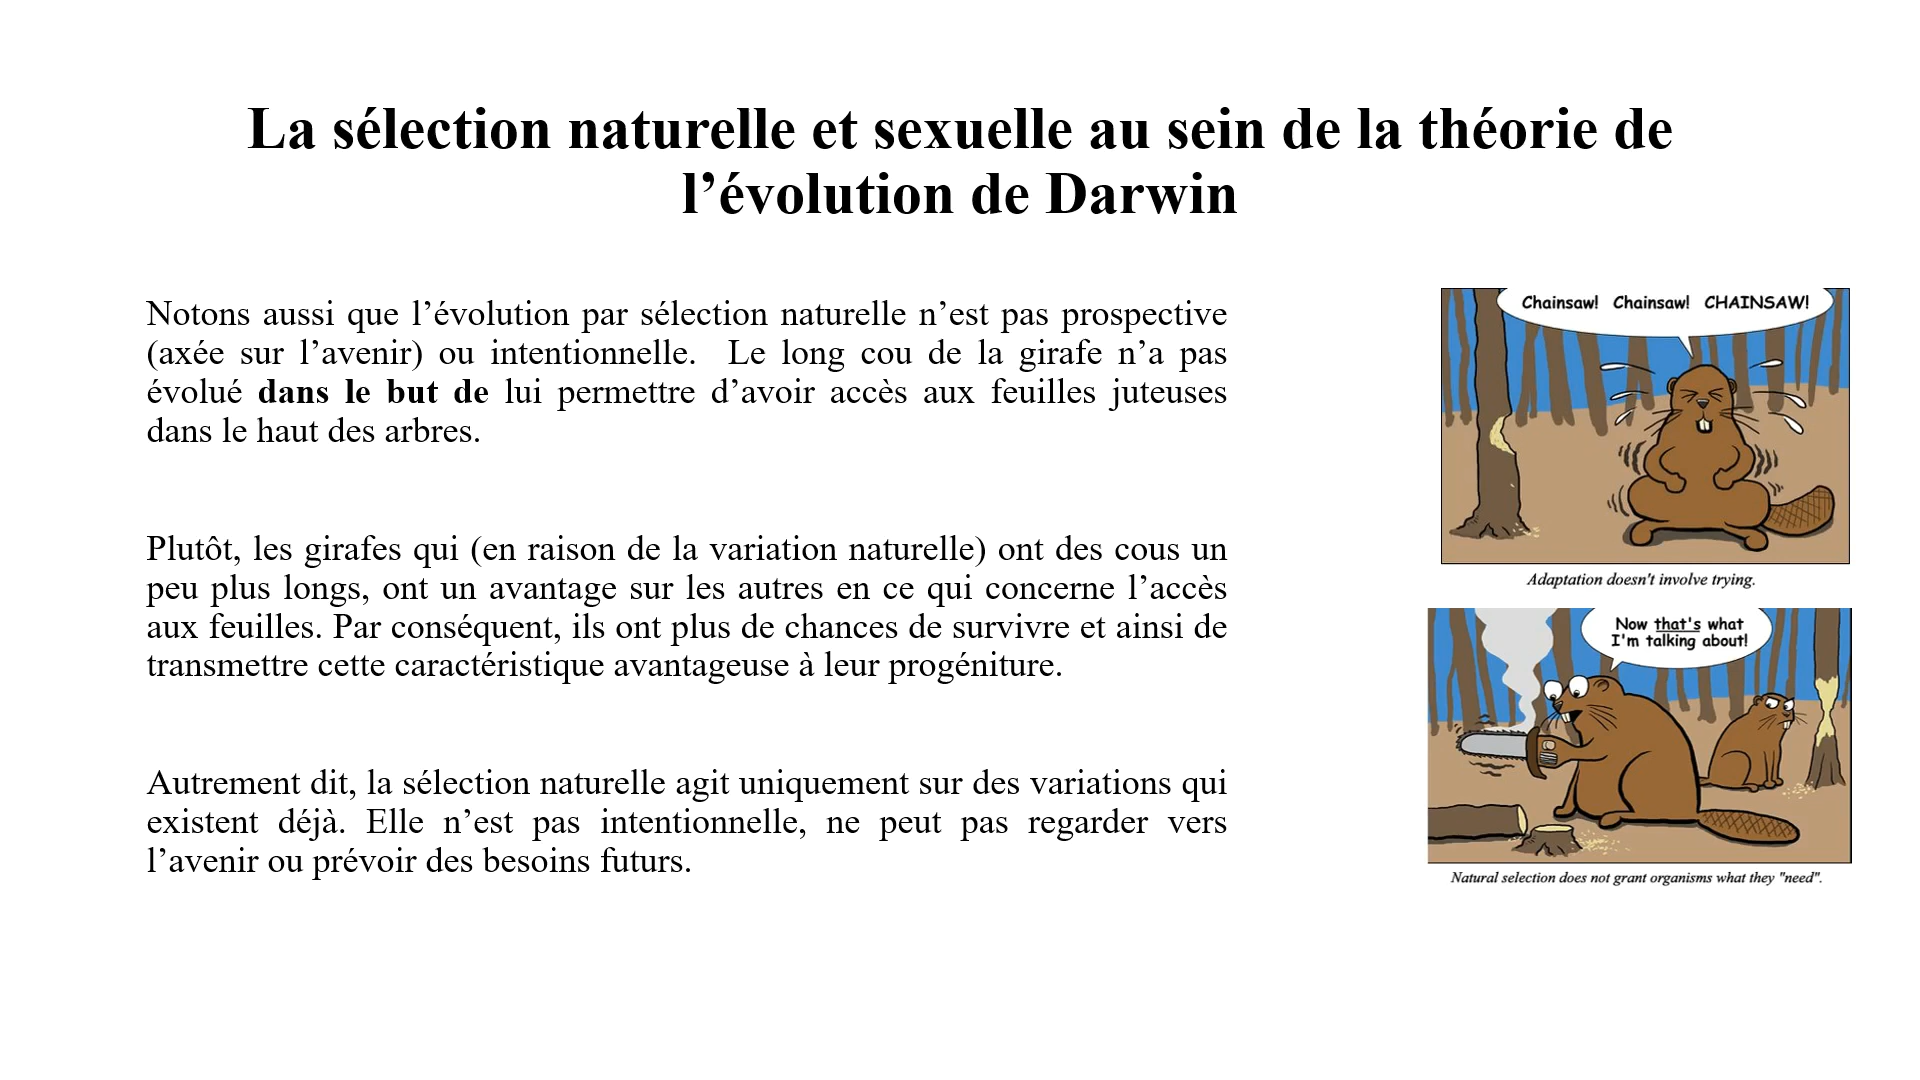 La sélection naturelle et sexuelle au sein de la théorie de
l’évolution de Darwin
Notons aussi que l’évolution par sélection naturelle n’est pas prospective
(axée sur l’avenir) ou intentionnelle.  Le long cou de la girafe n’a pas
évolué dans le but de lui permettre d’avoir accès aux feuilles juteuses
dans le haut des arbres.
Plutôt, les girafes qui (en raison de la variation naturelle) ont des cous un
peu plus longs, ont un avantage sur les autres en ce qui concerne l’accès
aux feuilles. Par conséquent, ils ont plus de chances de survivre et ainsi de
transmettre cette caractéristique avantageuse à leur progéniture.
Autrement dit, la sélection naturelle agit uniquement sur des variations qui
existent déjà. Elle n’est pas intentionnelle, ne peut pas regarder vers
l’avenir ou prévoir des besoins futurs.
Chainsaw! Chainsaw! CHAINSAW!
Adaptation doesn't involve trying.
Now that's what
I'm talking about!
Natural selection does not grant organisms what they "need".